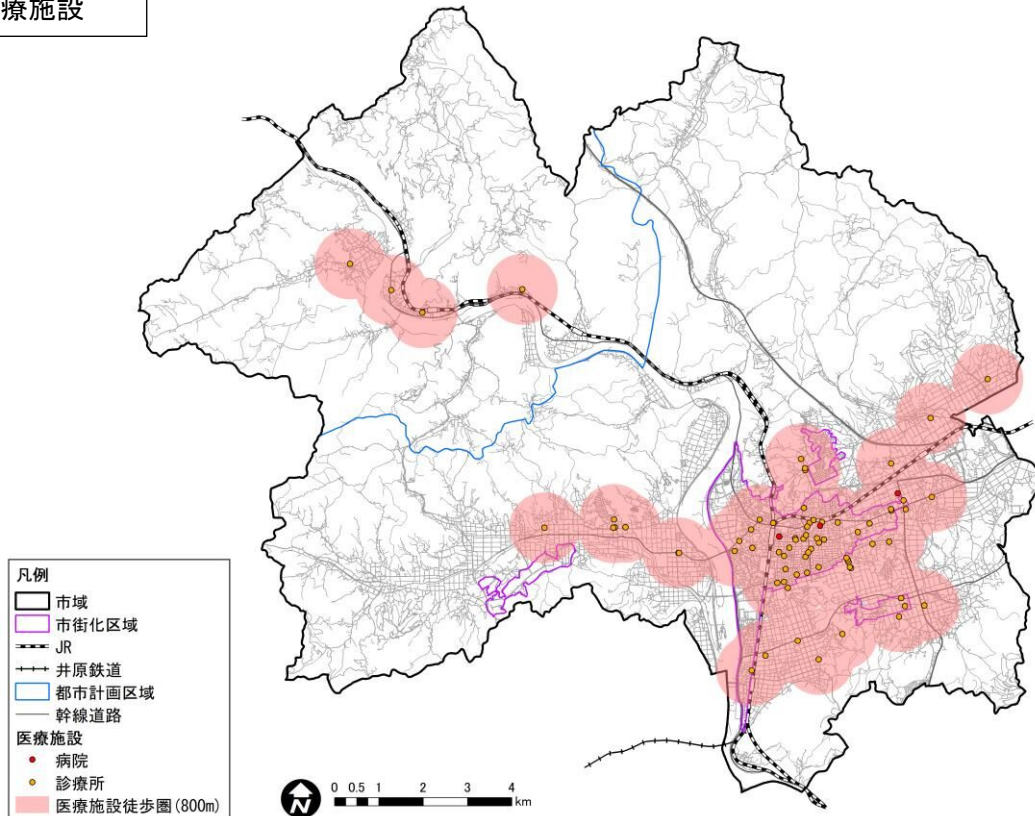 療施設
凡例
市域
市街化区域
JR
井原鉄道
都市計画区域
幹線道路
医療施設
病院
診療所
医療施設徒歩圏(800m)
N
0 0.5 1 2 3 4
km